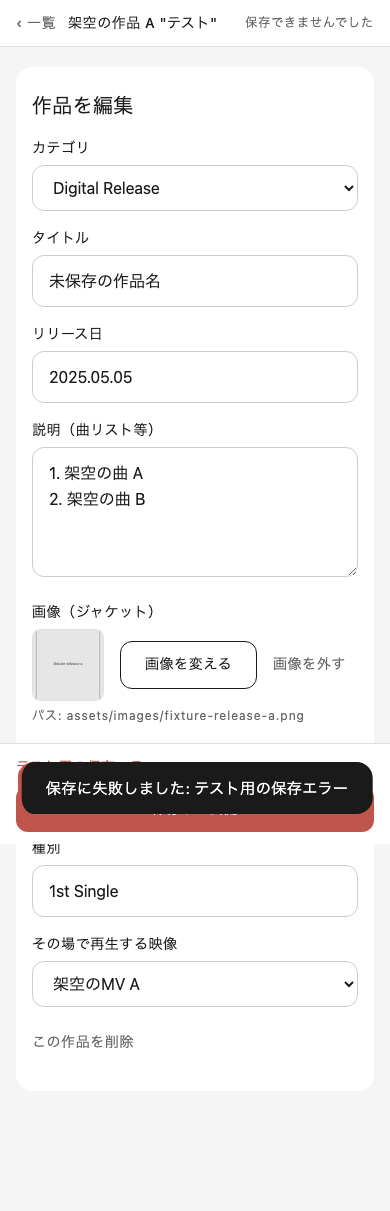 ‹ 一覧 架空の作品 A "テスト" 保存できませんでした
作品を編集
カテゴリ
Digital Release
タイトル
未保存の作品名
リリース日
2025.05.05
説明（曲リスト等）
1. 架空の曲 A
2. 架空の曲 B
画像（ジャケット）
fixture release a
画像を変える 画像を外す
パス: assets/images/fixture-release-a.png
保存に失敗しました: テスト用の保存エラー
種別
1st Single
その場で再生する映像
架空のMV A
この作品を削除